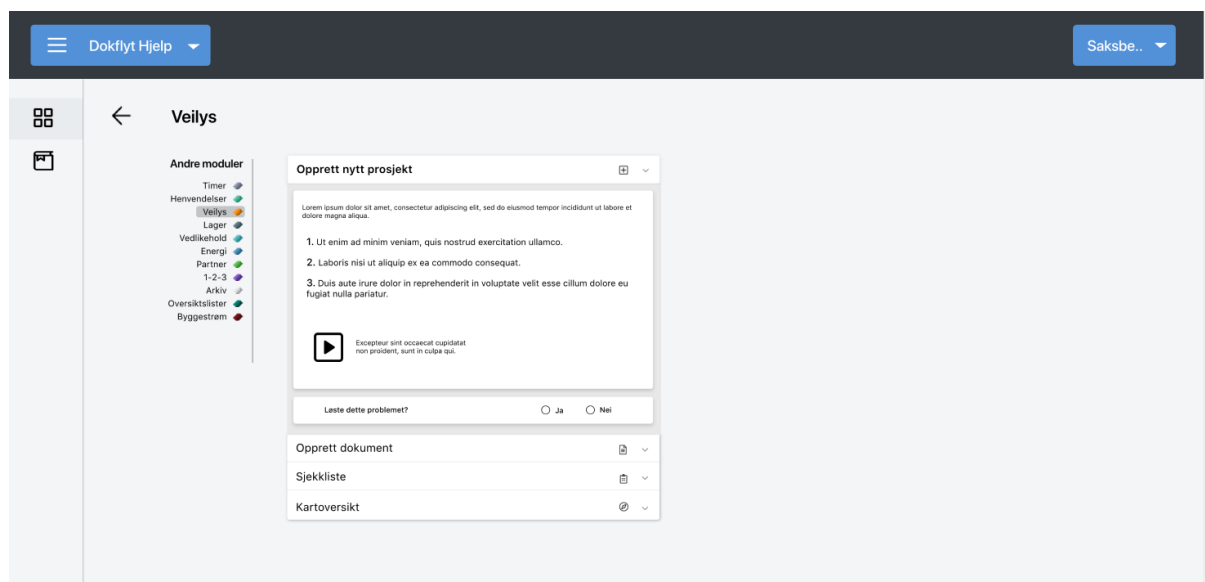 Dokflyt Hjelp
Saksbe..
Veilys
Andre moduler
Timer
Henvendelser
Veilys
Lager
Vedlikehold
Energi
Partner
1-2-3
Arkiv
Oversiktslister
Byggestrøm
Opprett nytt prosjekt
Lorem ipsum dolor sit amet, consectetur adipiscing elit, sed do eiusmod tempor incididunt ut labore et
dolore magna aliqua.
1. Ut enim ad minim veniam, quis nostrud exercitation ullamco.
2. Laboris nisi ut aliquip ex ea commodo consequat.
3. Duis aute irure dolor in reprehenderit in voluptate velit esse cillum dolore eu
fugiat nulla pariatur.
Excepteur sint occaecat cupidatat
non proident, sunt in culpa qui.
Løste dette problemet?
Ja
Nei
Opprett dokument
Sjekkliste
Kartoversikt